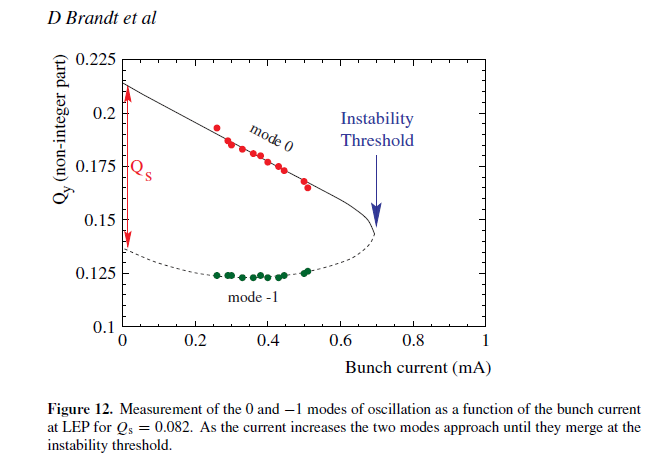 D Brandt et al
Q_y (non-integer part)
0.225
0.2
0.175
0.15
0.125
0.1
Q_s
mode 0
Instability
Threshold
mode -1
0
0.2
0.4
0.6
0.8
1
Bunch current (mA)
Figure 12. Measurement of the 0 and −1 modes of oscillation as a function of the bunch current
at LEP for Q_s = 0.082. As the current increases the two modes approach until they merge at the
instability threshold.